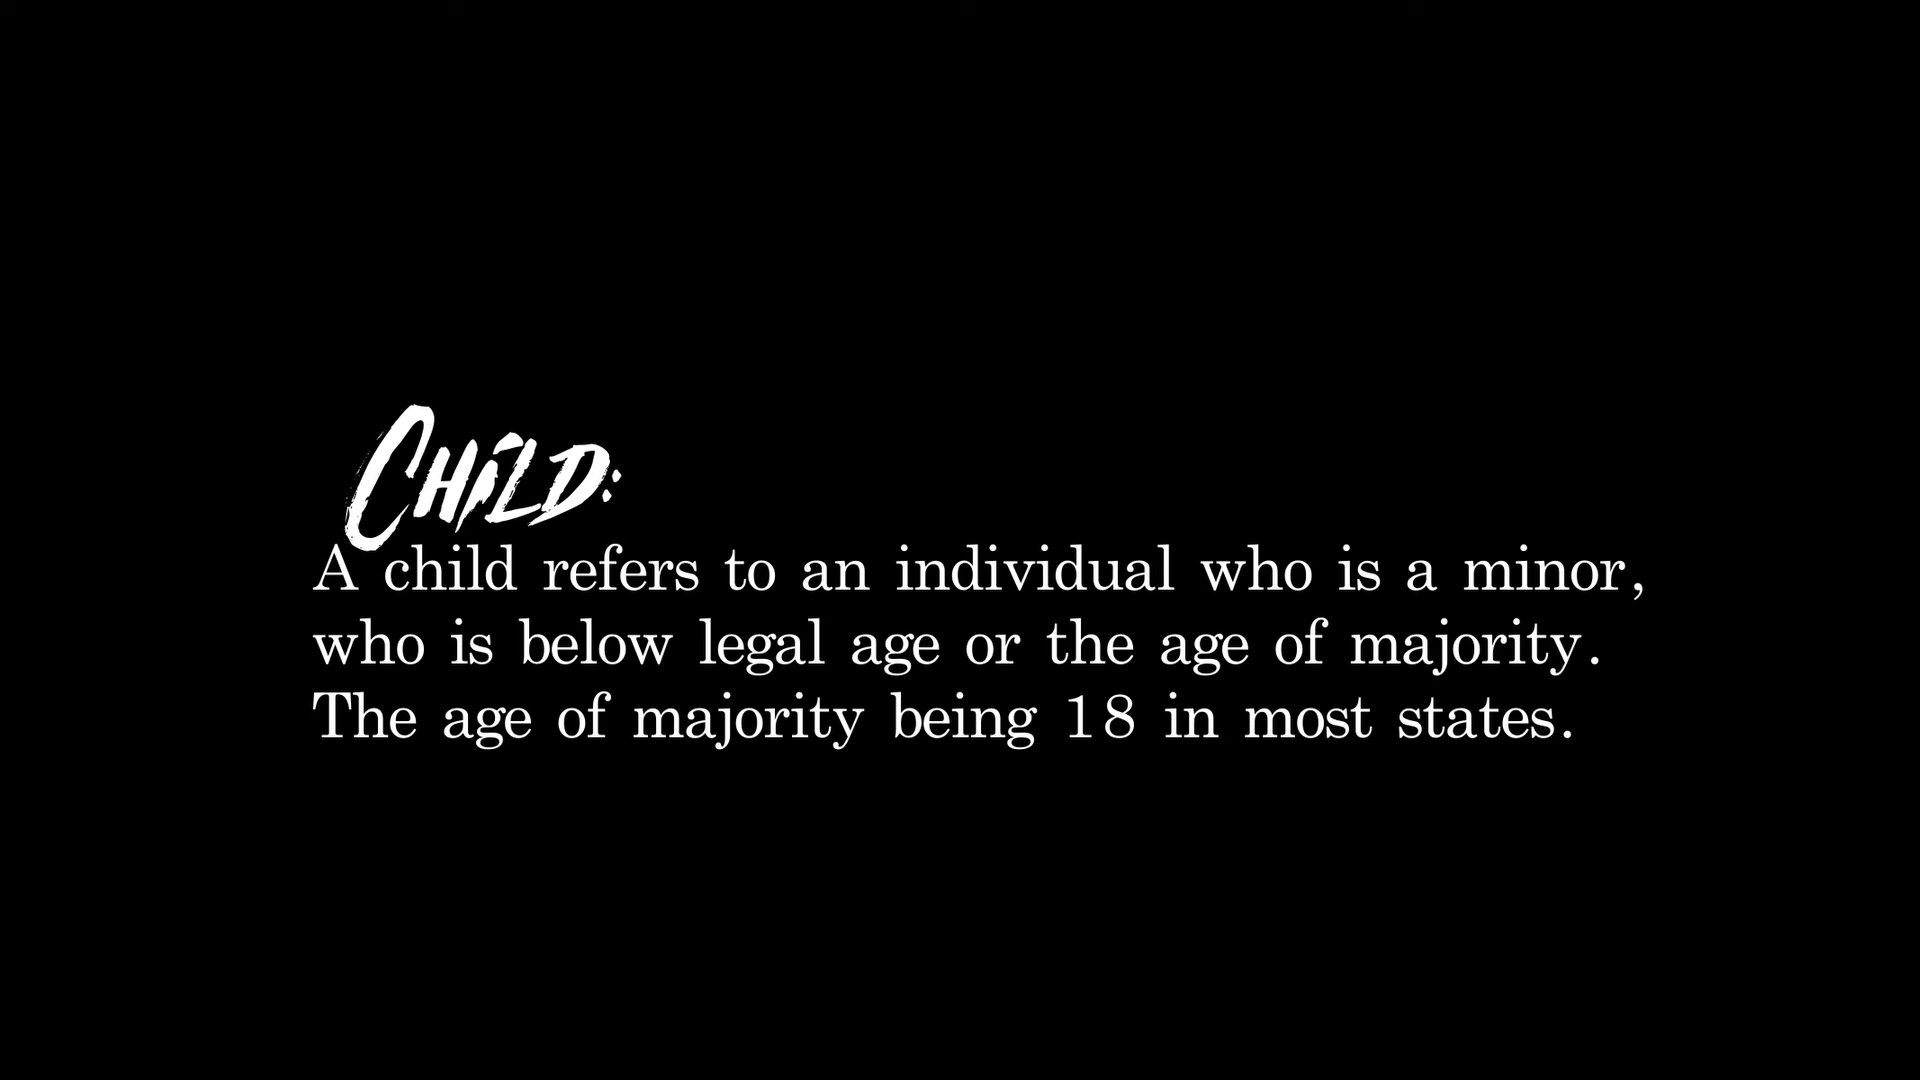 Child:
A child refers to an individual who is a minor,
who is below legal age or the age of majority.
The age of majority being 18 in most states.